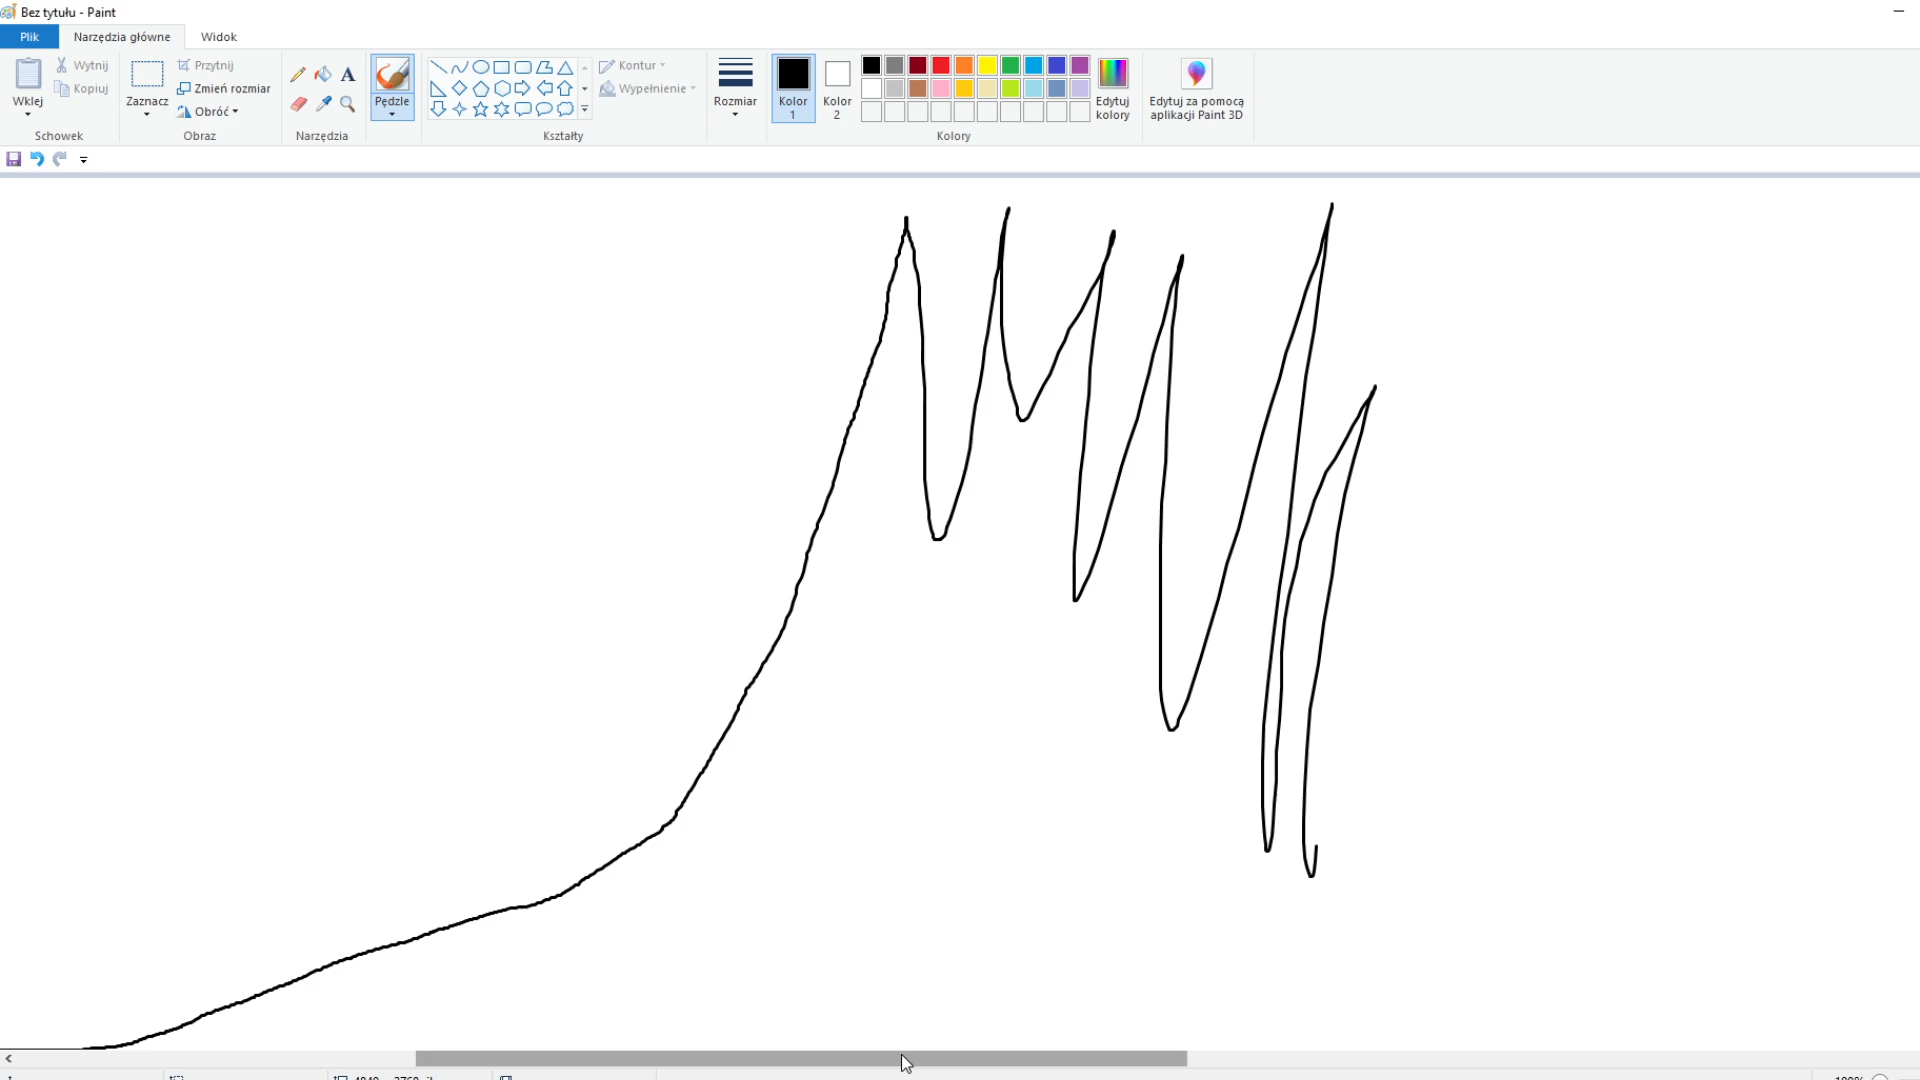 Bez tytułu - Paint
Plik Narzędzia główne Widok
Wklej
Wytnij
Kopiuj
Schowek
Zaznacz
Przytnij
Zmień rozmiar
Obróć
Obraz
A
Narzędzia
Pędzle
Kształty
Kontur
Wypełnienie
Rozmiar
Kolor
1
Kolor
2
Kolory
Edytuj
kolory
Edytuj za pomocą
aplikacji Paint 3D